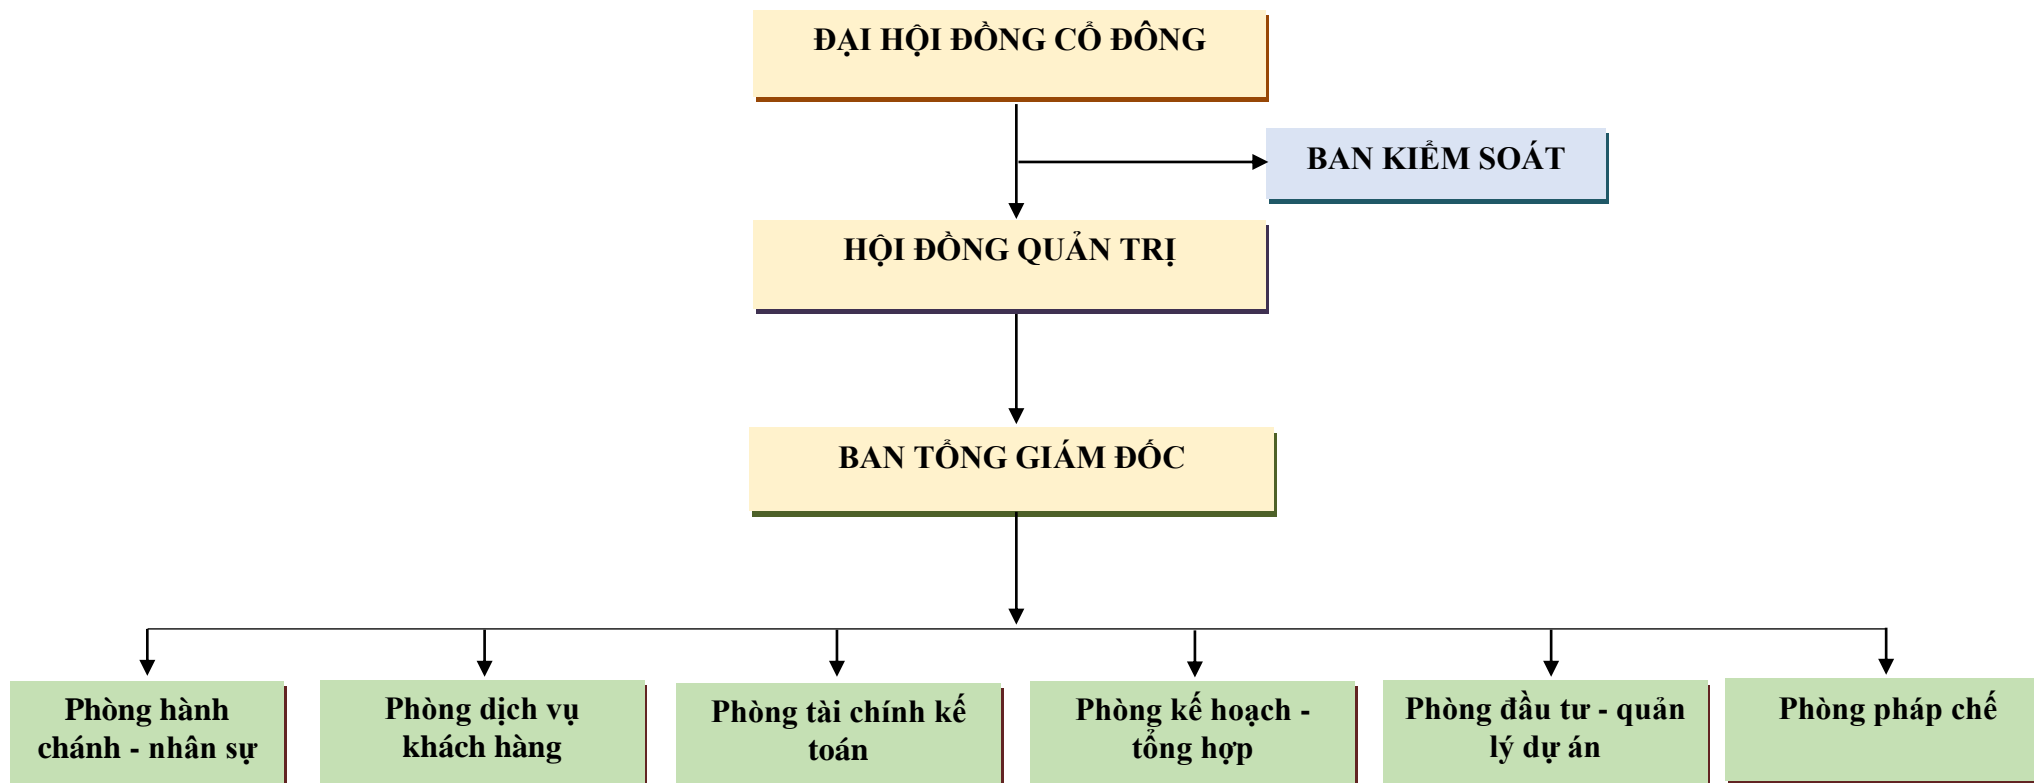 ĐẠI HỘI ĐỒNG CỔ ĐÔNG
BAN KIỂM SOÁT
HỘI ĐỒNG QUẢN TRỊ
BAN TỔNG GIÁM ĐỐC
Phòng hành
chánh - nhân sự
Phòng dịch vụ
khách hàng
Phòng tài chính kế
toán
Phòng kế hoạch -
tổng hợp
Phòng đầu tư - quản
lý dự án
Phòng pháp chế